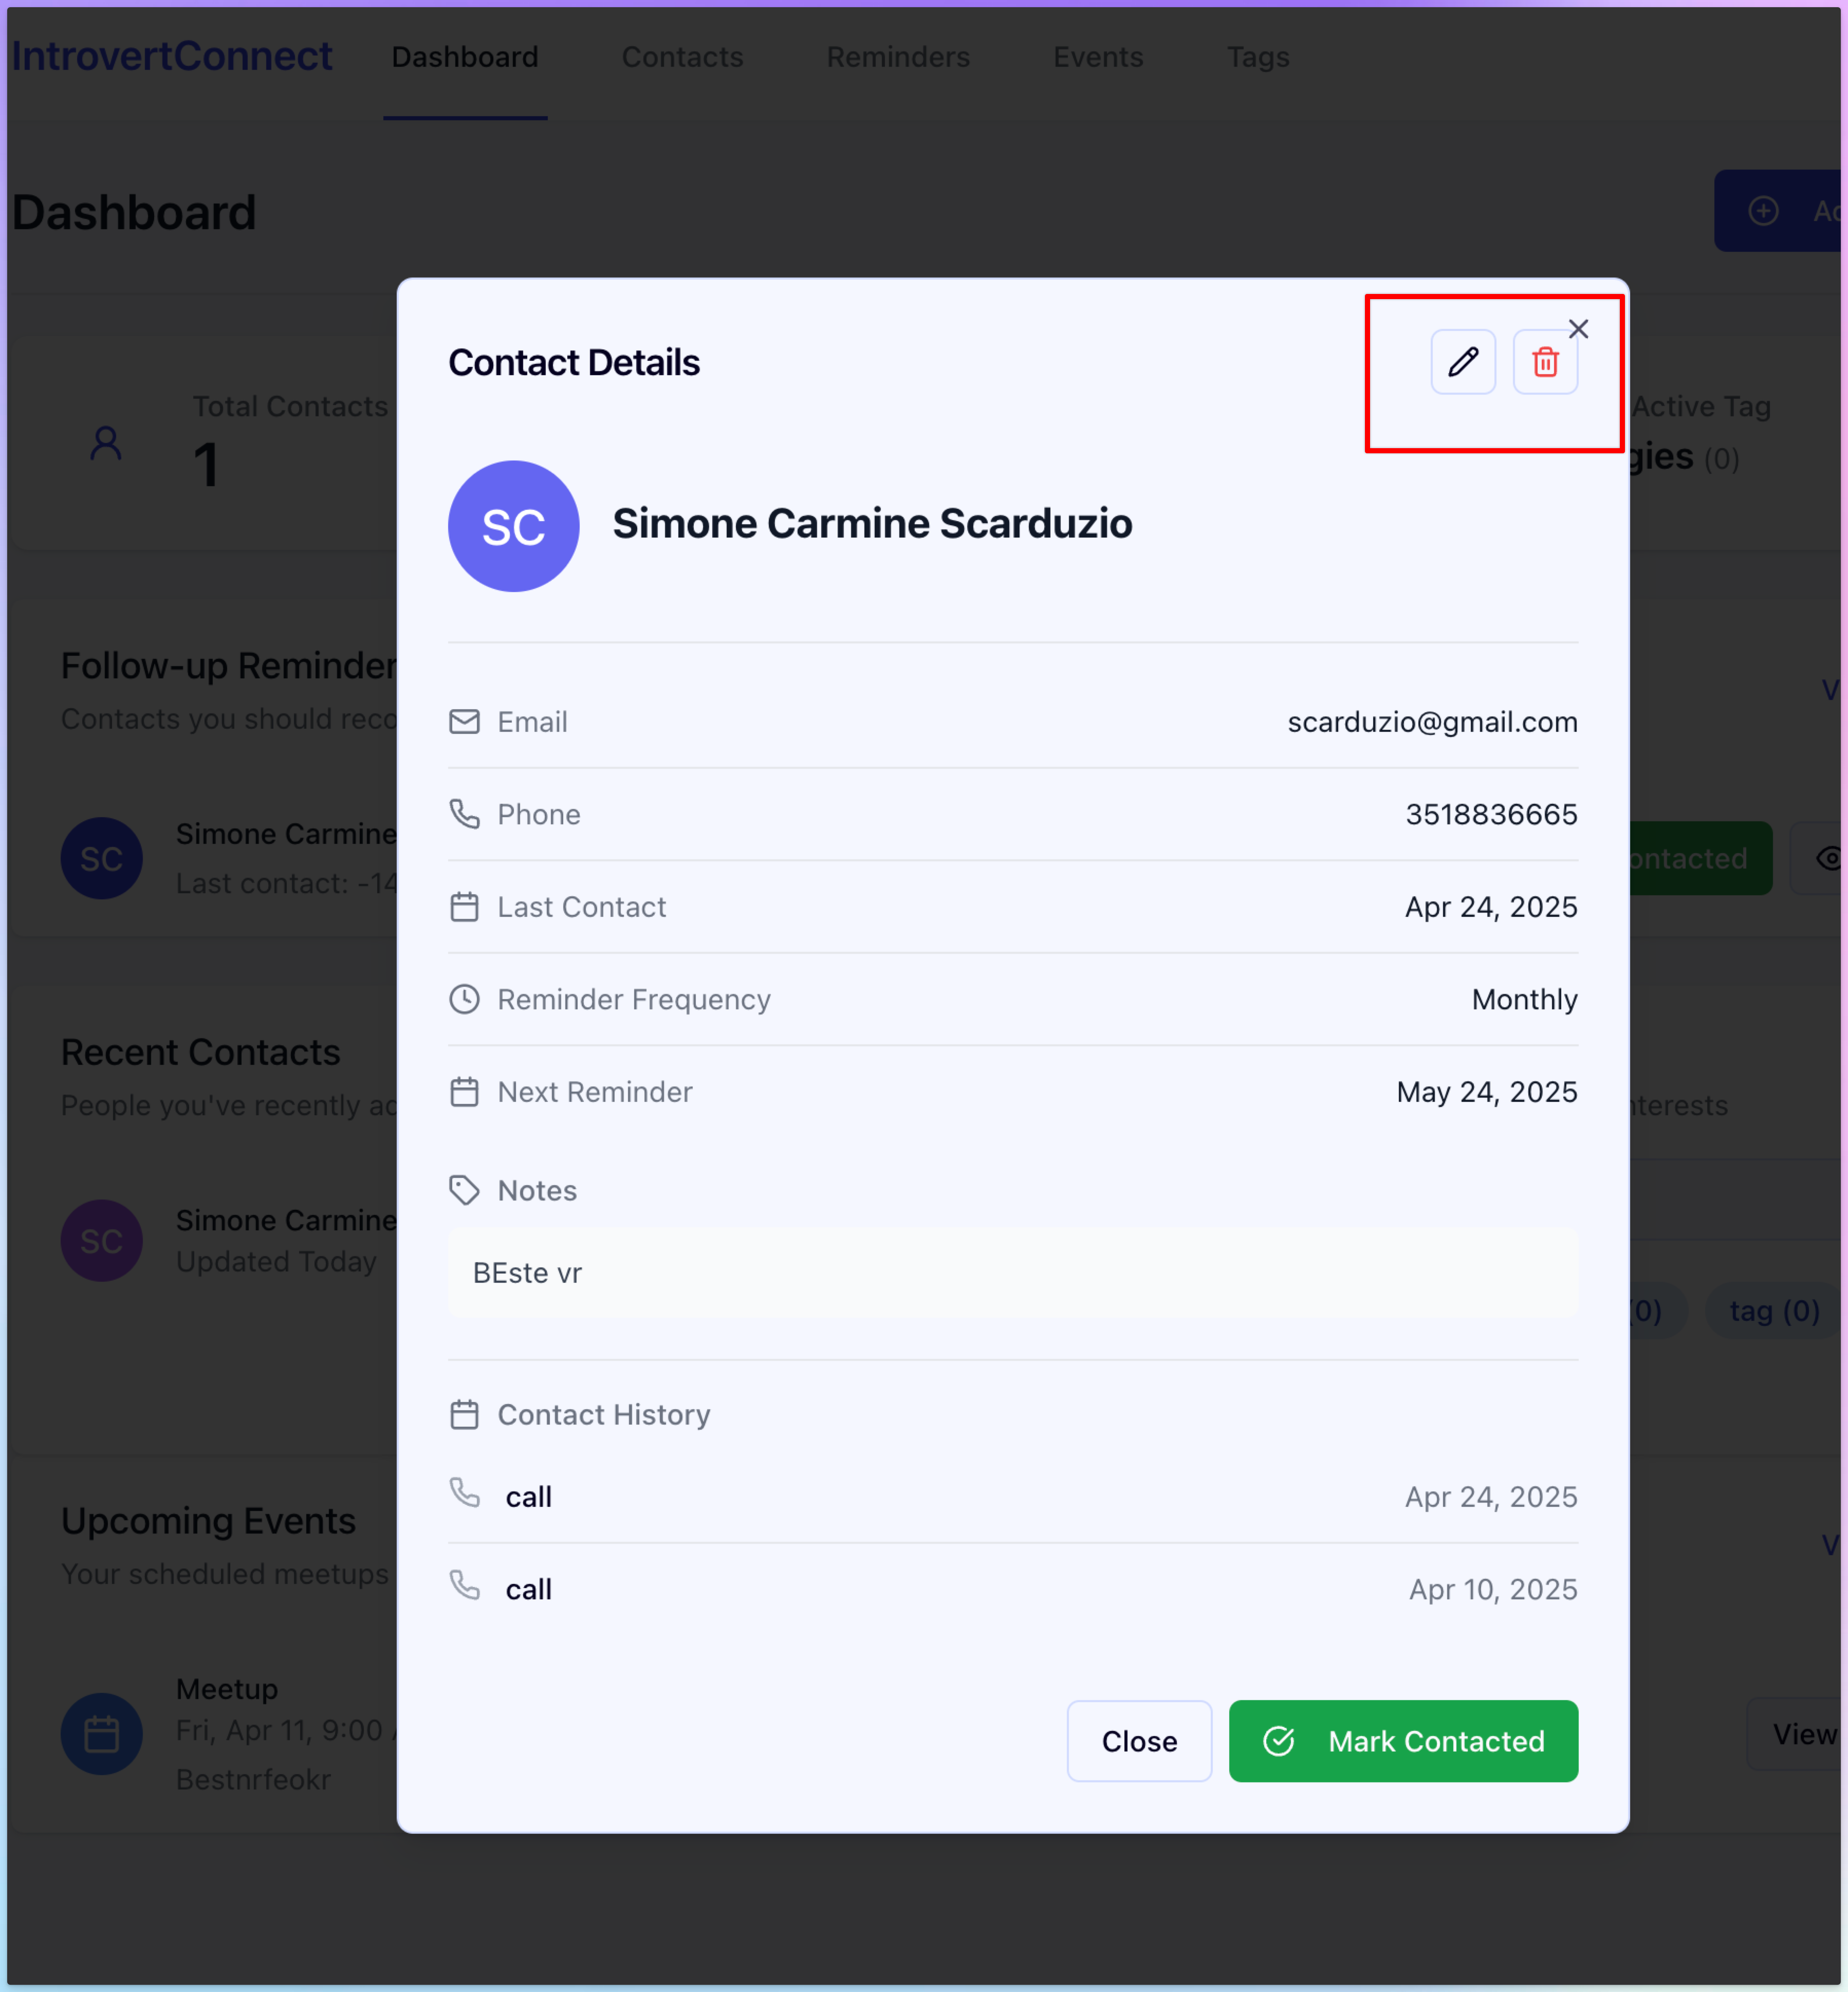 IntrovertConnect Dashboard Contacts Reminders Events Tags
Dashboard
Contact Details
Total Contacts
1
Active Tag
gies (0)
SC Simone Carmine Scarduzio
Follow-up Reminder
Contacts you should reco
Email scarduzio@gmail.com
Phone 3518836665
SC Simone Carmine
Last contact: -14
ontacted
Last Contact Apr 24, 2025
Reminder Frequency Monthly
Recent Contacts
People you've recently ad
nterests
Next Reminder May 24, 2025
Notes
BEste vr
SC Simone Carmine
Updated Today
(0) tag (0)
Contact History
call Apr 24, 2025
call Apr 10, 2025
Upcoming Events
Your scheduled meetups
Meetup
Fri, Apr 11, 9:00
Bestnrfeokr
View
Close Mark Contacted